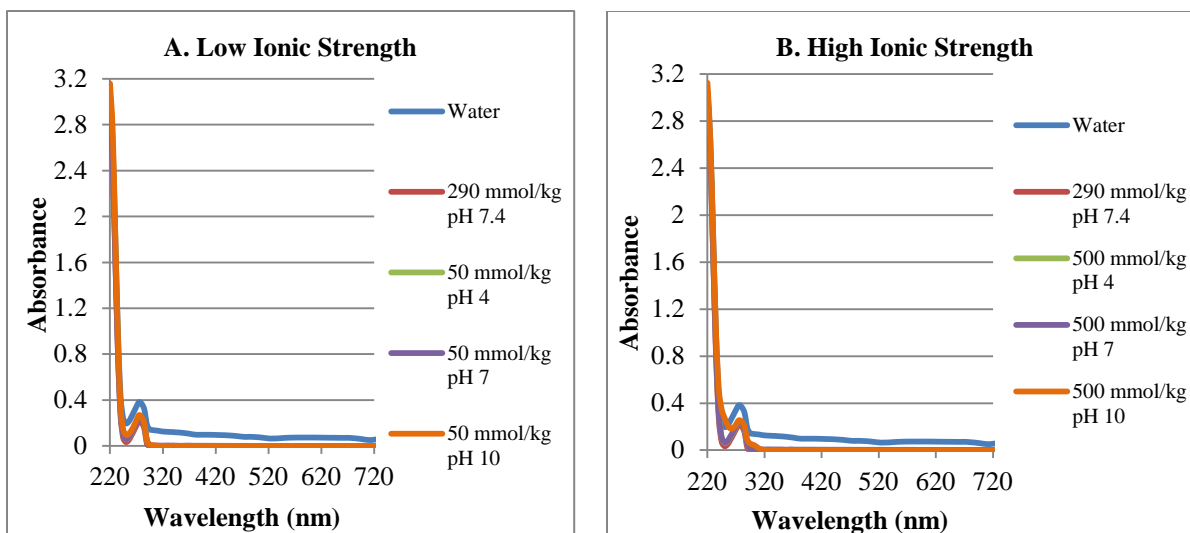 A. Low Ionic Strength
3.2
2.8
2.4
2
1.6
1.2
0.8
0.4
0
Absorbance
220 320 420 520 620 720
Wavelength (nm)
Water
290 mmol/kg
pH 7.4
50 mmol/kg
pH 4
50 mmol/kg
pH 7
50 mmol/kg
pH 10
B. High Ionic Strength
3.2
2.8
2.4
2
1.6
1.2
0.8
0.4
0
Absorbance
220 320 420 520 620 720
Wavelength (nm)
Water
290 mmol/kg
pH 7.4
500 mmol/kg
pH 4
500 mmol/kg
pH 7
500 mmol/kg
pH 10